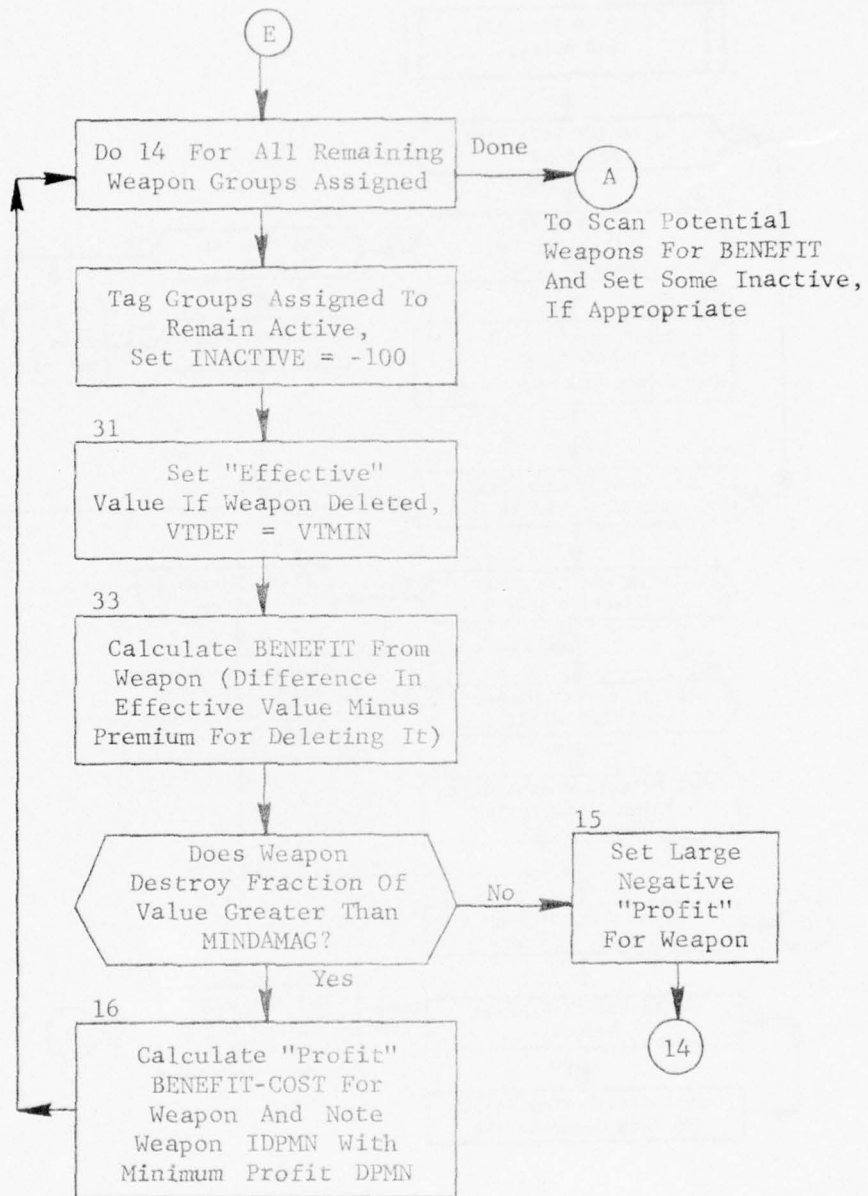 E
Do 14 For All Remaining
Weapon Groups Assigned
Done
A
To Scan Potential
Weapons For BENEFIT
And Set Some Inactive,
If Appropriate
Tag Groups Assigned To
Remain Active,
Set INACTIVE = -100
31
Set "Effective"
Value If Weapon Deleted,
VTDEF = VTMIN
33
Calculate BENEFIT From
Weapon (Difference In
Effective Value Minus
Premium For Deleting It)
Does Weapon
Destroy Fraction Of
Value Greater Than
MINDAMAG?
No
15
Set Large
Negative
"Profit"
For Weapon
14
Yes
16
Calculate "Profit"
BENEFIT-COST For
Weapon And Note
Weapon IDPMN With
Minimum Profit DPMN